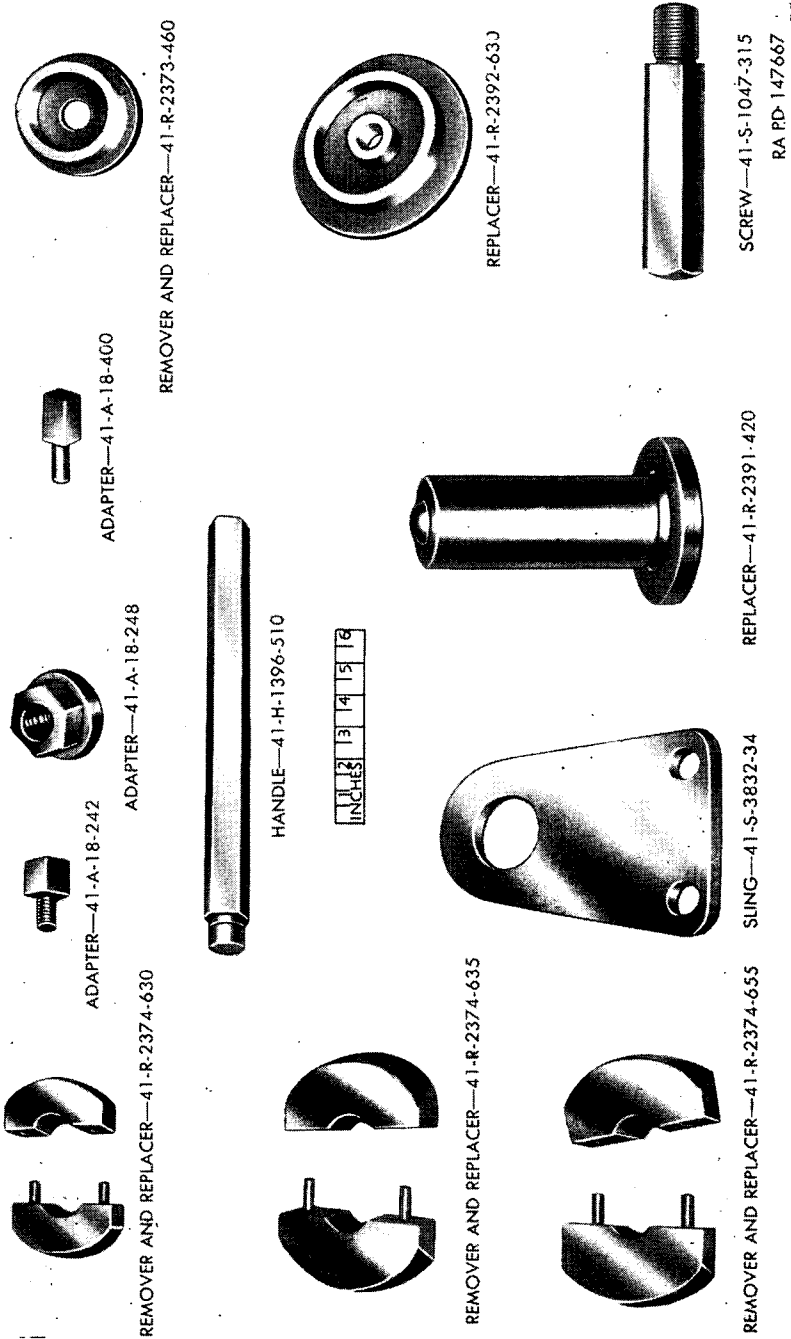 REMOVER AND REPLACER—41-R-2374-630
ADAPTER—41-A-18-242
ADAPTER—41-A-18-248
ADAPTER—41-A-18-400
REMOVER AND REPLACER—41-R-2373-460
HANDLE—41-H-1396-510
1 2 3 4 5 6
INCHES
REMOVER AND REPLACER—41-R-2374-635
REPLACER—41-R-2392-630
REMOVER AND REPLACER—41-R-2374-655
SLING—41-S-3832-34
REPLACER—41-R-2391-420
SCREW—41-S-1047-315
RA PD 147667